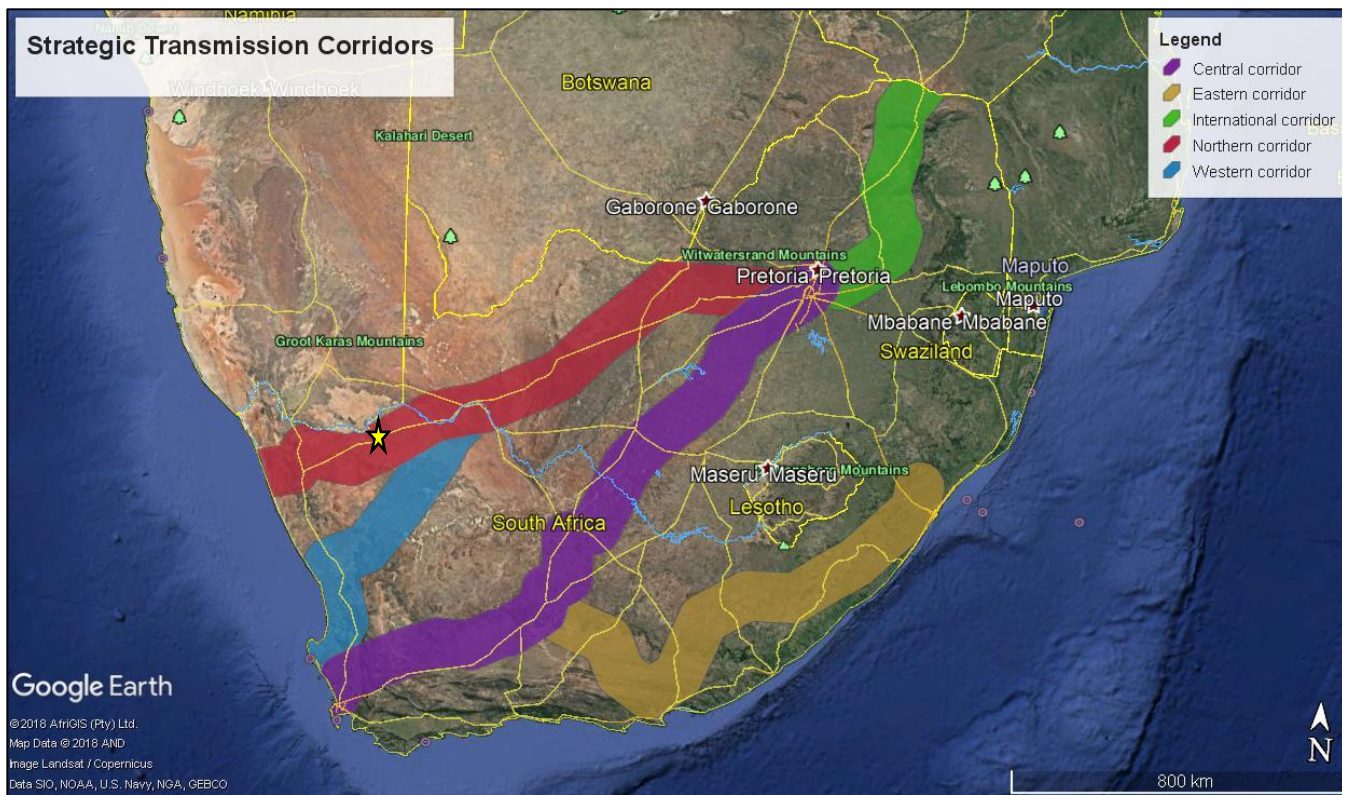 Strategic Transmission Corridors
Legend
Central corridor
Eastern corridor
International corridor
Northern corridor
Western corridor
Namibia
Windhoek Windhoek
Botswana
Kalahari Desert
Gaborone Gaborone
Witwatersrand Mountains
Pretoria Pretoria
Maputo
Lebombo Mountains
Maputo
Mbabane Mbabane
Swaziland
Groot Karas Mountains
Maseru Maseru
Mountains
Lesotho
South Africa
Google Earth
© 2018 AfriGIS (Pty) Ltd.
Map Data © 2018 AND
Image Landsat / Copernicus
Data SIO, NOAA, U.S. Navy, NGA, GEBCO
N
800 km